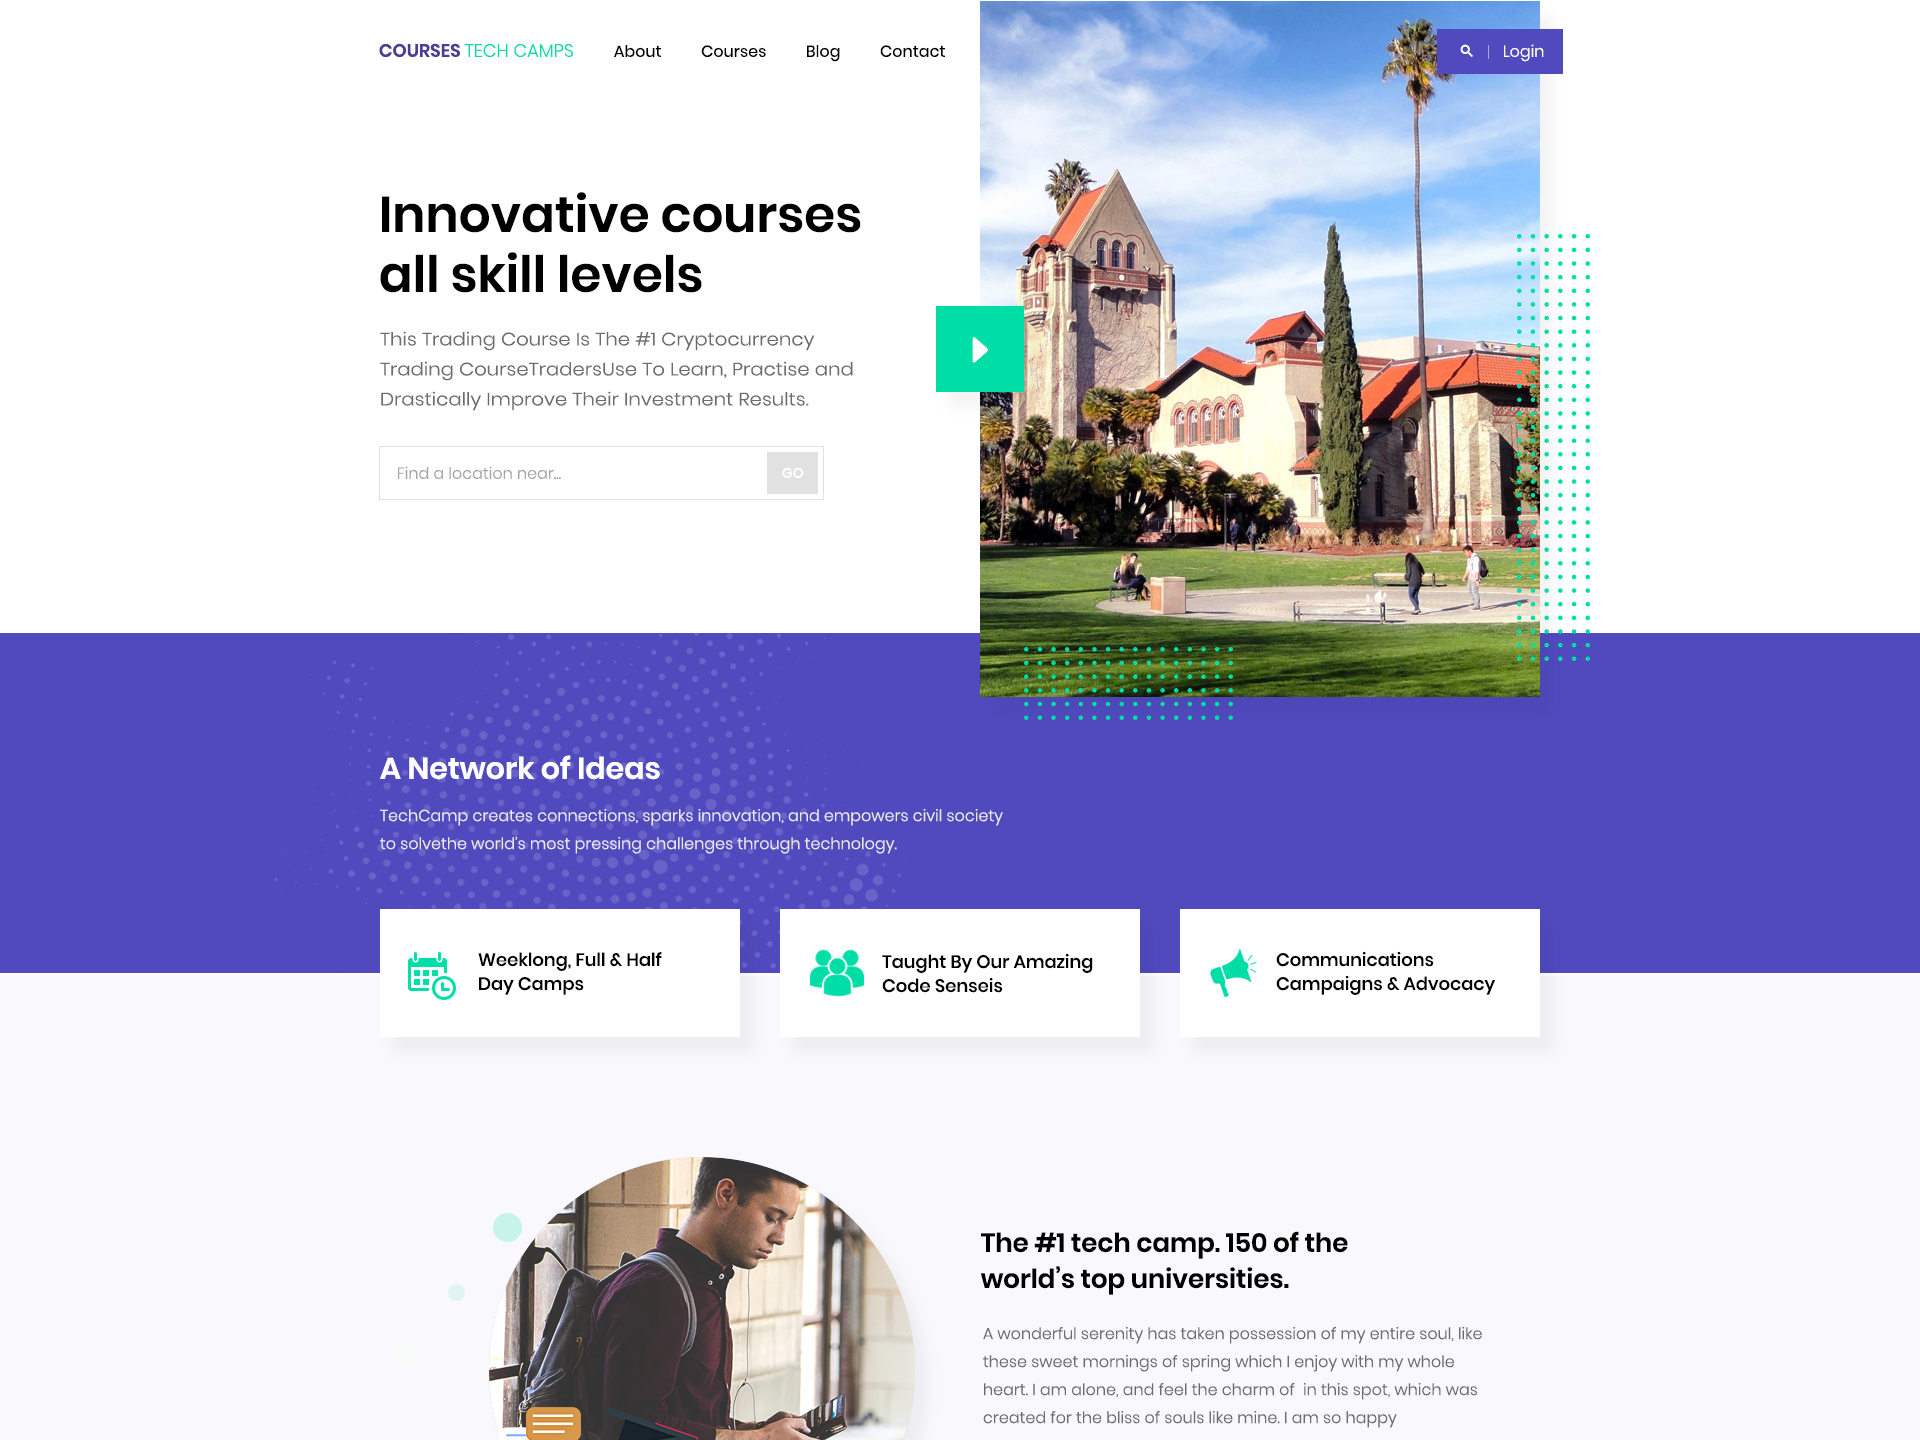 COURSES TECH CAMPS About Courses Blog Contact Login
Innovative courses
all skill levels
This Trading Course Is The #1 Cryptocurrency
Trading CourseTradersUse To Learn, Practise and
Drastically Improve Their Investment Results.
Find a location near... GO
A Network of Ideas
TechCamp creates connections, sparks innovation, and empowers civil society
to solvethe world's most pressing challenges through technology.
Weeklong, Full & Half
Day Camps
Taught By Our Amazing
Code Senseis
Communications
Campaigns & Advocacy
The #1 tech camp. 150 of the
world's top universities.
A wonderful serenity has taken possession of my entire soul, like
these sweet mornings of spring which I enjoy with my whole
heart. I am alone, and feel the charm of  in this spot, which was
created for the bliss of souls like mine. I am so happy